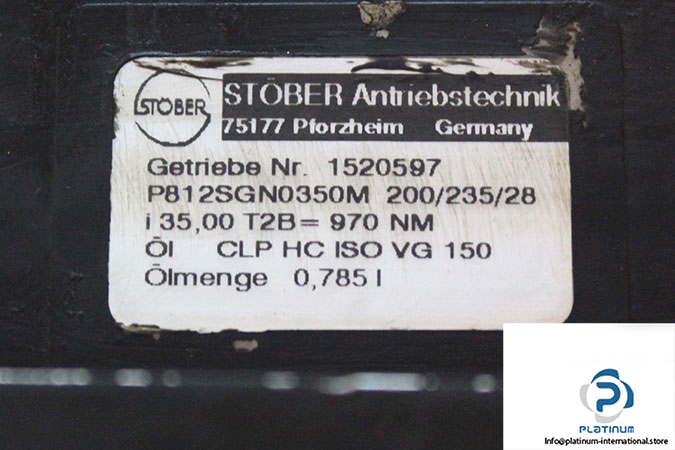 STÖBER
STÖBER Antriebstechnik
75177 Pforzheim Germany
Getriebe Nr. 1520597
P812SGN0350M 200/235/28
i 35,00 T2B= 970 NM
Öl CLP HC ISO VG 150
Ölmenge 0,785 l
PLATINUM
Info@platinum-international.store